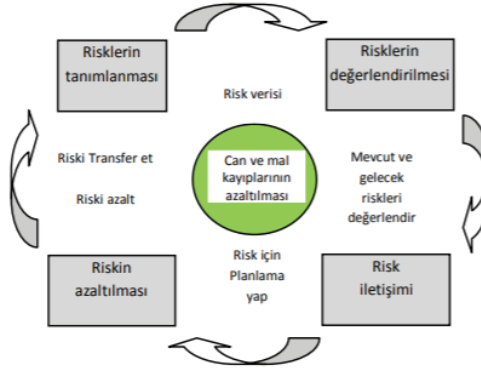 Risklerin
tanımlanması
Risklerin
değerlendirilmesi
Risk verisi
Riski Transfer et
Riski azalt
Can ve mal
kayıplarının
azaltılması
Mevcut ve
gelecek
riskleri
değerlendir
Riskin
azaltılması
Risk için
Planlama
yap
Risk
iletişimi